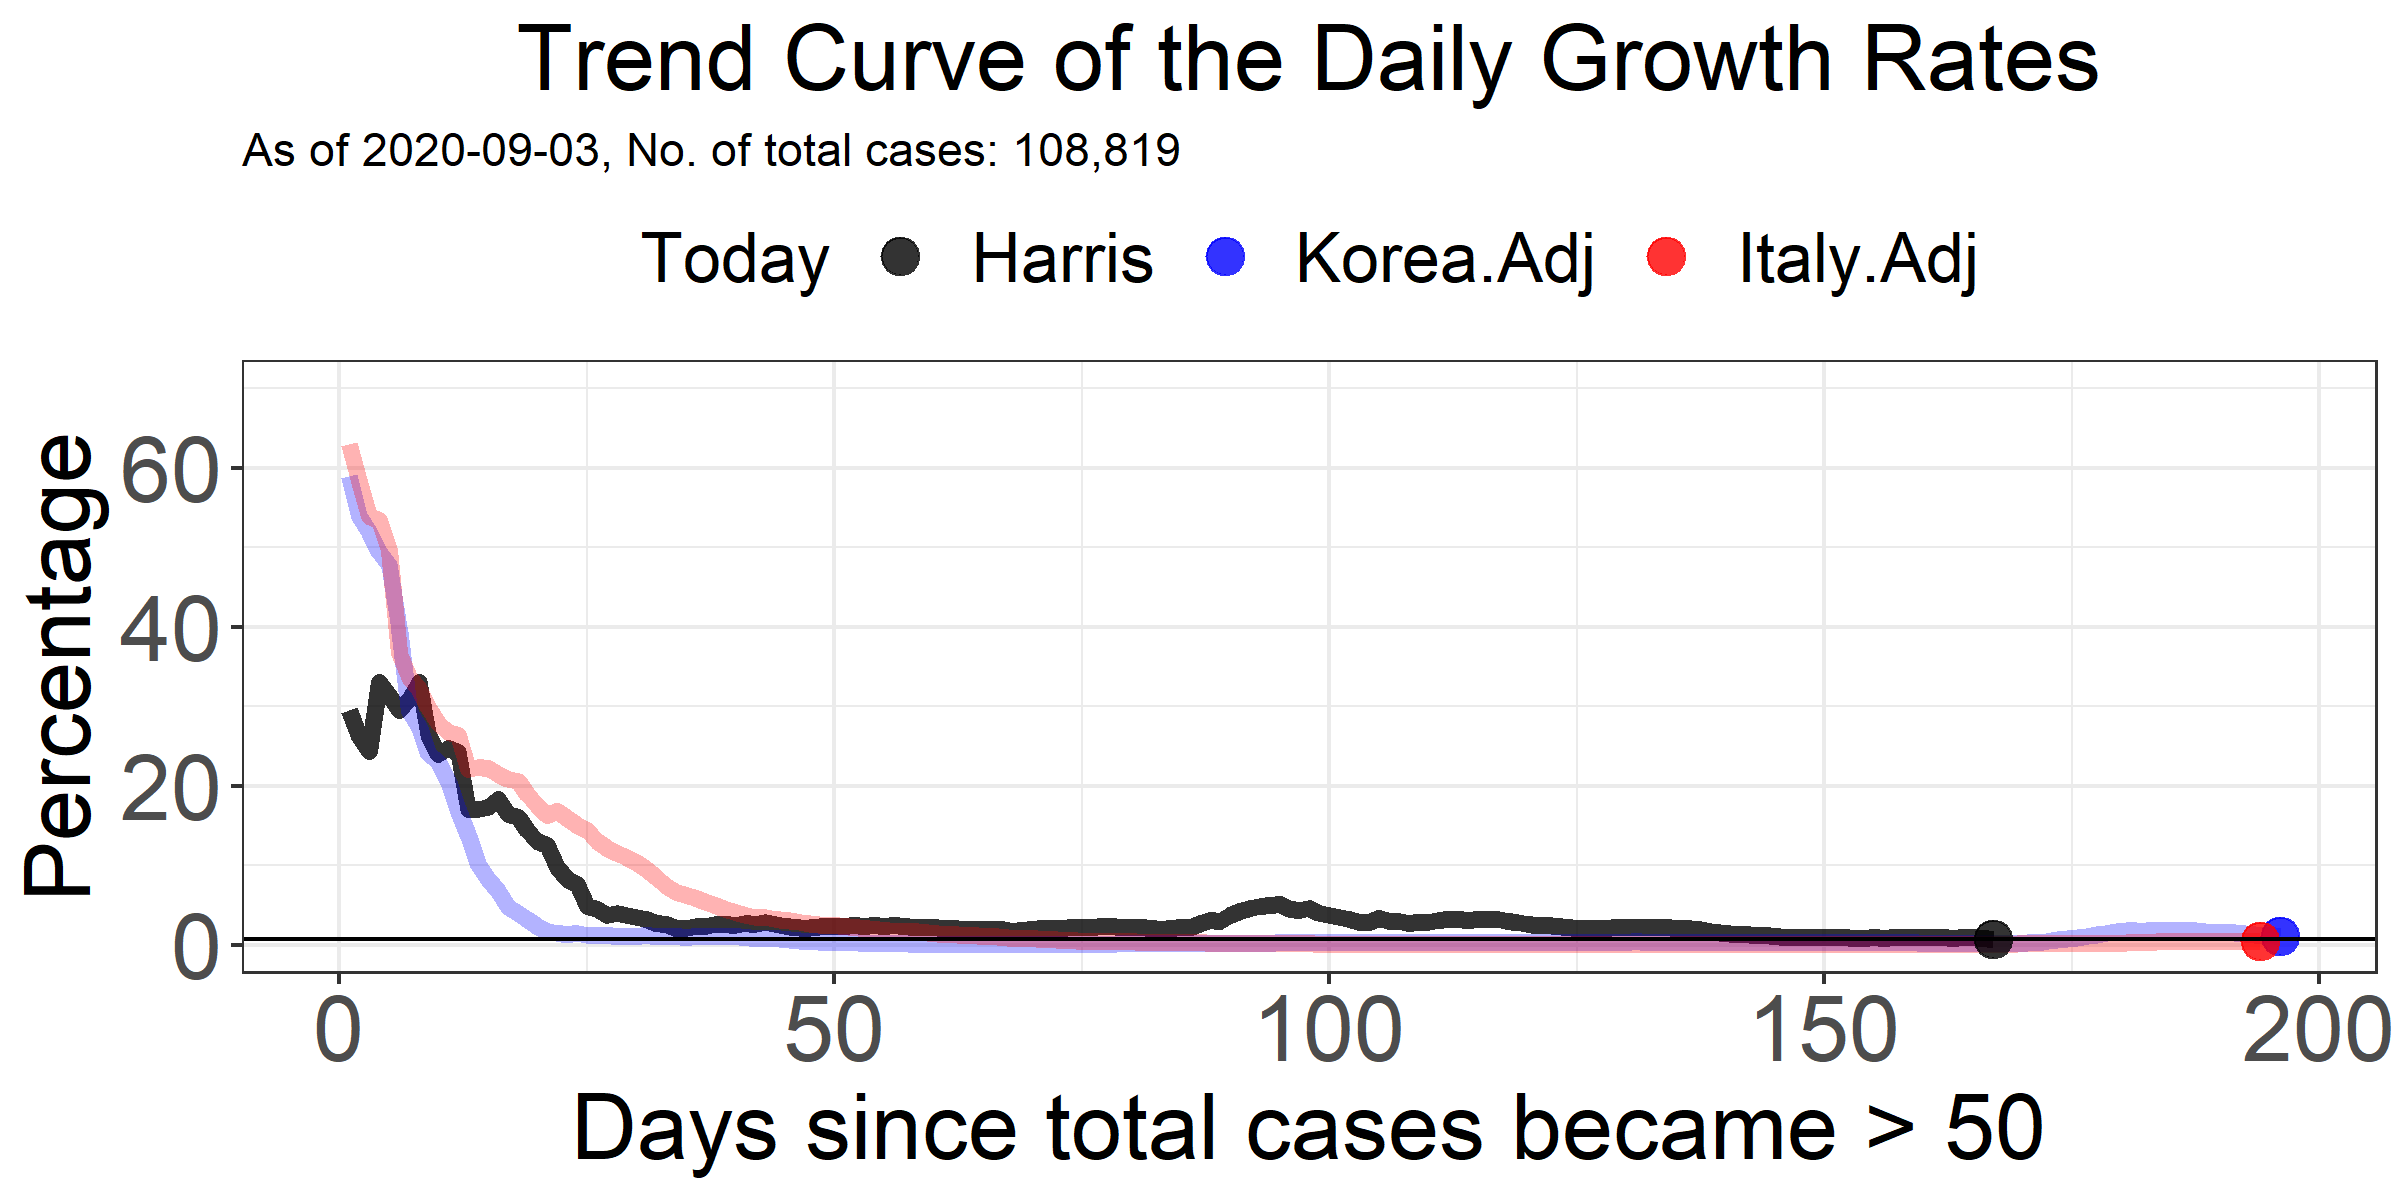 Trend Curve of the Daily Growth Rates
As of 2020-09-03, No. of total cases: 108,819
Today Harris Korea.Adj Italy.Adj
Percentage
60
40
20
0
0 50 100 150 200
Days since total cases became > 50